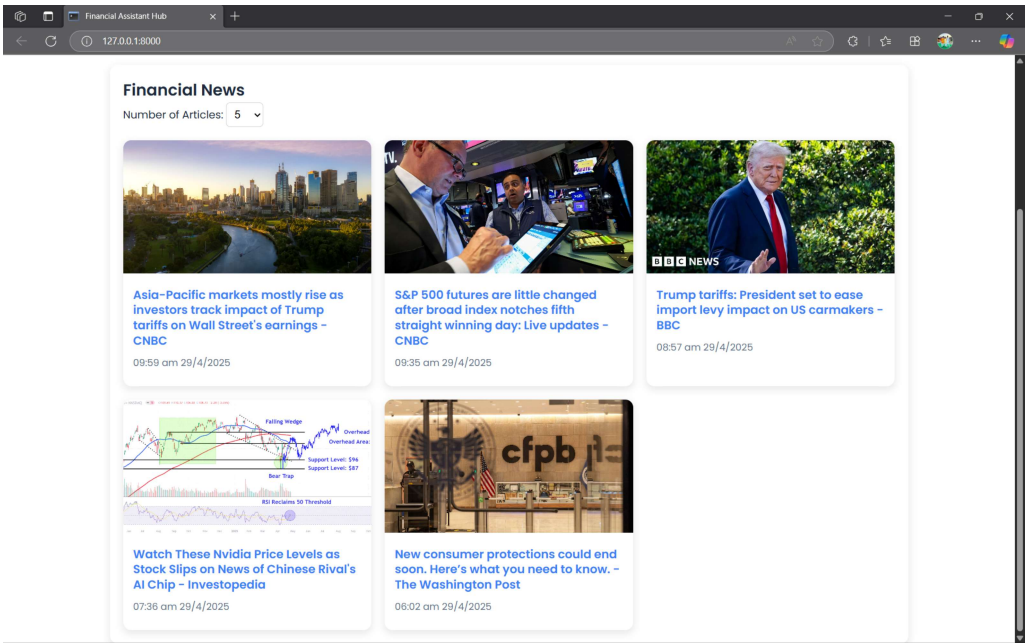 Financial Assistant Hub
127.0.0.1:8000
Financial News
Number of Articles: 5
TV.
BBC NEWS
Asia-Pacific markets mostly rise as
investors track impact of Trump
tariffs on Wall Street's earnings -
CNBC
09:59 am 29/4/2025
S&P 500 futures are little changed
after broad index notches fifth
straight winning day: Live updates -
CNBC
09:35 am 29/4/2025
Trump tariffs: President set to ease
import levy impact on US carmakers -
BBC
08:57 am 29/4/2025
Falling Wedge
Overhead
Overhead Area:
Support Level: $96
Support Level: $87
Bear Trap
RSI Reclaims 50 Threshold
cfpb
Watch These Nvidia Price Levels as
Stock Slips on News of Chinese Rival's
AI Chip - Investopedia
07:36 am 29/4/2025
New consumer protections could end
soon. Here’s what you need to know. -
The Washington Post
06:02 am 29/4/2025